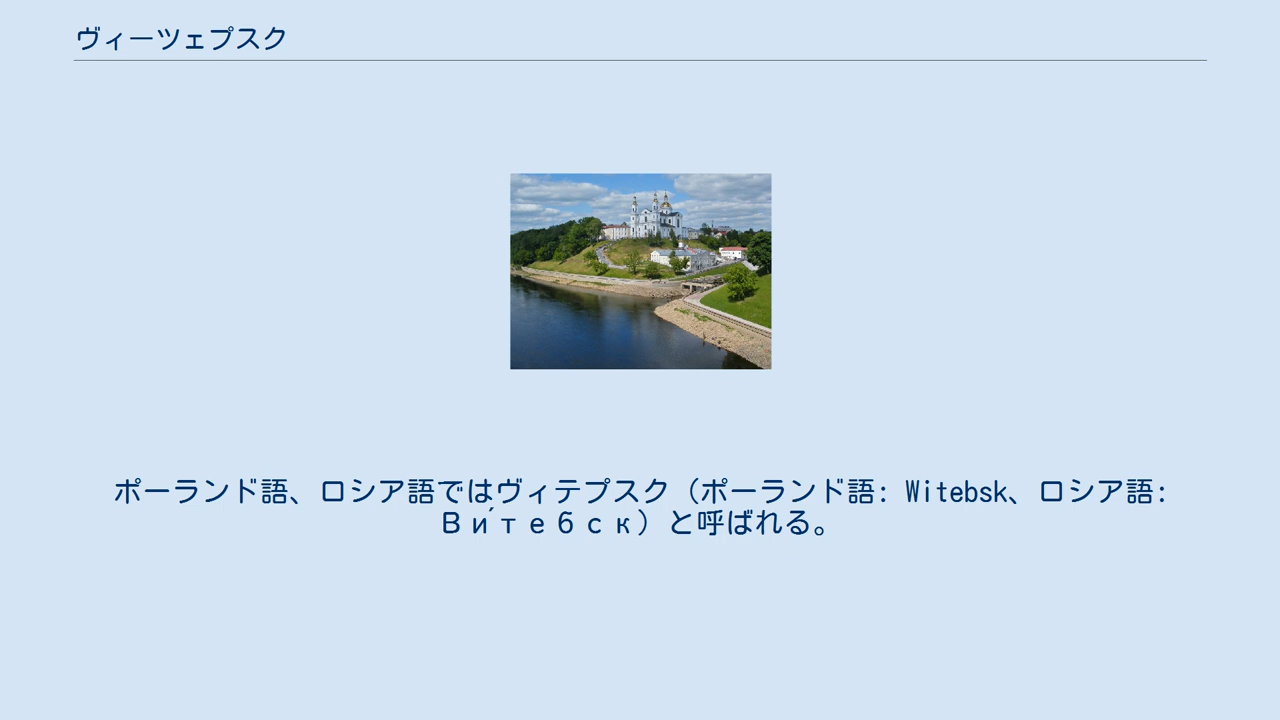 ヴィーツェプスク
ポーランド語、ロシア語ではヴィテプスク（ポーランド語: Witebsk、ロシア語:
Ви́тебск）と呼ばれる。